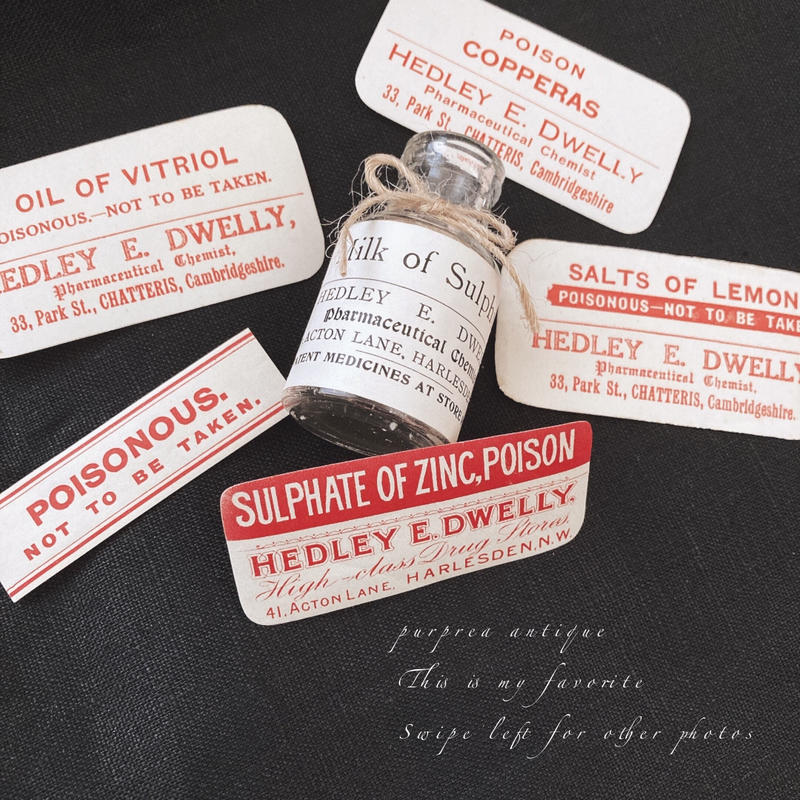 POISON
COPPERAS
HEDLEY E. DWELLY
Pharmaceutical Chemist
33, Park St. CHATTERIS, Cambridgeshire
OIL OF VITRIOL
POISONOUS.—NOT TO BE TAKEN.
HEDLEY E. DWELLY,
Pharmaceutical Chemist,
33, Park St., CHATTERIS, Cambridgeshire.
Milk of Sulph
HEDLEY E. DWE
Pharmaceutical Chem
ACTON LANE, HARLESD
MEDICINES AT STORE
SALTS OF LEMON
POISONOUS—NOT TO BE TAKE
HEDLEY E. DWELLY
Pharmaceutical Chemist,
33, Park St., CHATTERIS, Cambridgeshire.
POISONOUS.
NOT TO BE TAKEN.
SULPHATE OF ZINC, POISON
HEDLEY E. DWELLY.
High-class Drug Stores,
41, ACTON LANE, HARLESDEN, N.W.
purprea antique
This is my favorite
Swipe left for other photos